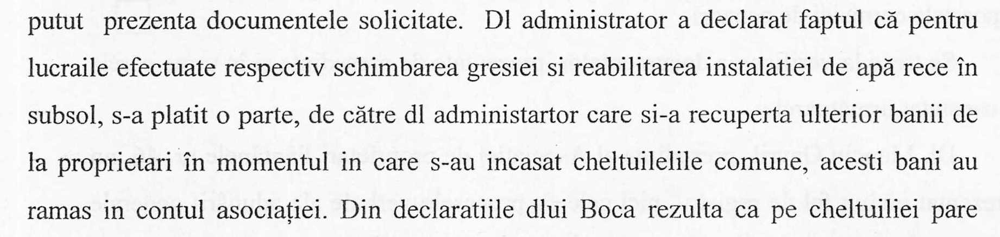 putut prezenta documentele solicitate. Dl administrator a declarat faptul că pentru
lucraile efectuate respectiv schimbarea gresiei si reabilitarea instalatiei de apă rece în
subsol, s-a platit o parte, de către dl administartor care si-a recuperta ulterior banii de
la proprietari în momentul in care s-au incasat cheltuilelile comune, acesti bani au
ramas in contul asociației. Din declaratiile dlui Boca rezulta ca pe cheltuiliei pare